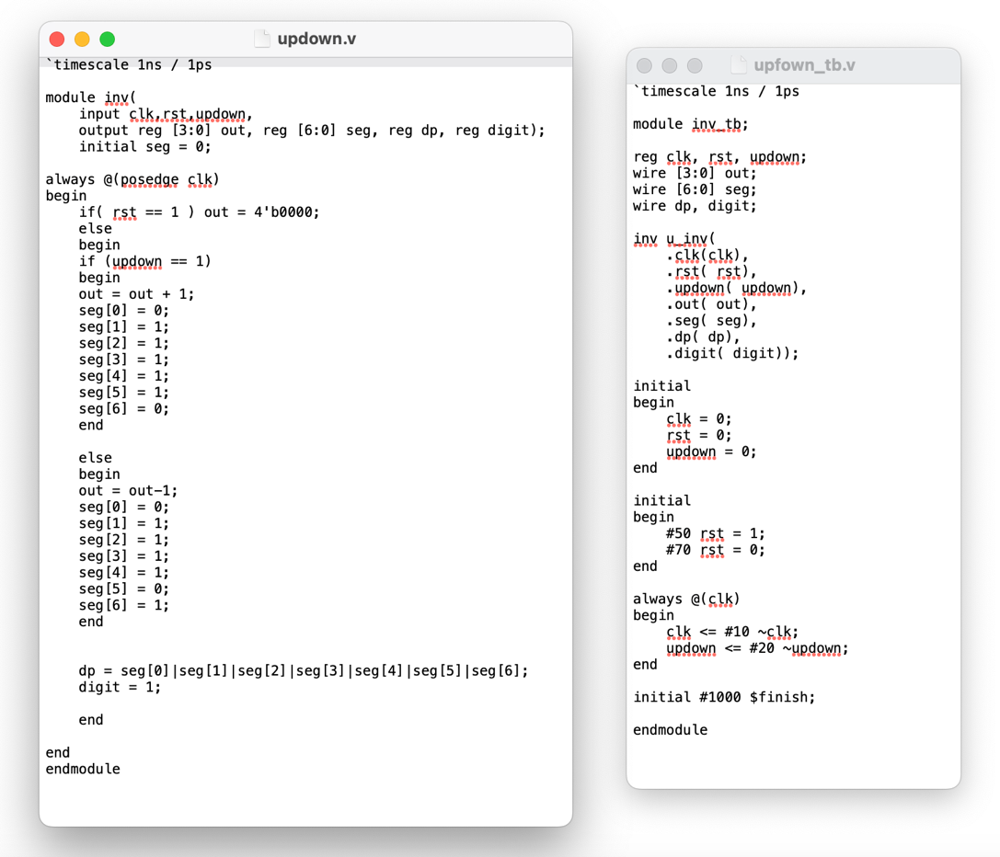 updown.v
`timescale 1ns / 1ps
module inv(
    input clk,rst,updown,
    output reg [3:0] out, reg [6:0] seg, reg dp, reg digit);
    initial seg = 0;
always @(posedge clk)
begin
    if( rst == 1 ) out = 4'b0000;
    else
    begin
    if (updown == 1)
    begin
    out = out + 1;
    seg[0] = 0;
    seg[1] = 1;
    seg[2] = 1;
    seg[3] = 1;
    seg[4] = 1;
    seg[5] = 1;
    seg[6] = 0;
    end
    else
    begin
    out = out-1;
    seg[0] = 0;
    seg[1] = 1;
    seg[2] = 1;
    seg[3] = 1;
    seg[4] = 1;
    seg[5] = 0;
    seg[6] = 1;
    end
    dp = seg[0]|seg[1]|seg[2]|seg[3]|seg[4]|seg[5]|seg[6];
    digit = 1;
    end
end
endmodule
upfown_tb.v
`timescale 1ns / 1ps
module inv_tb;
reg clk, rst, updown;
wire [3:0] out;
wire [6:0] seg;
wire dp, digit;
inv u_inv(
    .clk(clk),
    .rst( rst),
    .updown( updown),
    .out( out),
    .seg( seg),
    .dp( dp),
    .digit( digit));
initial
begin
    clk = 0;
    rst = 0;
    updown = 0;
end
initial
begin
    #50 rst = 1;
    #70 rst = 0;
end
always @(clk)
begin
    clk <= #10 ~clk;
    updown <= #20 ~updown;
end
initial #1000 $finish;
endmodule